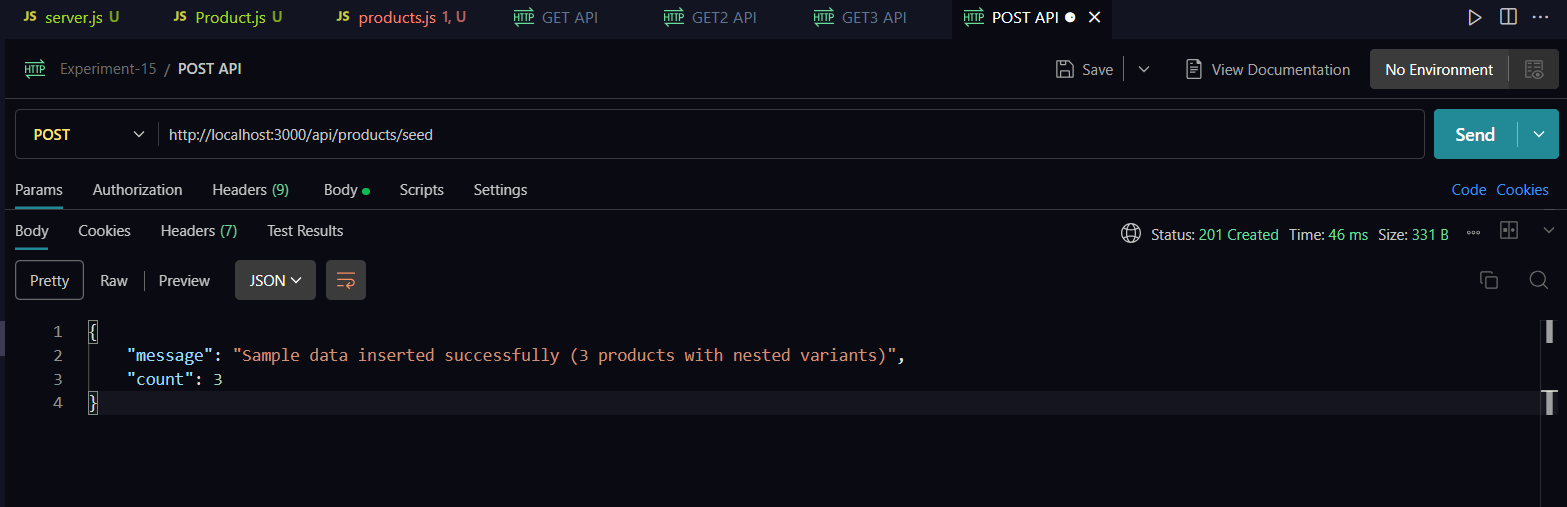 JS server.js U JS Product.js U JS products.js 1, U HTTP GET API HTTP GET2 API HTTP GET3 API HTTP POST API
HTTP Experiment-15 / POST API Save View Documentation No Environment
POST http://localhost:3000/api/products/seed Send
Params Authorization Headers (9) Body Scripts Settings Code Cookies
Body Cookies Headers (7) Test Results Status: 201 Created Time: 46 ms Size: 331 B
Pretty Raw Preview JSON
1 {
2 "message": "Sample data inserted successfully (3 products with nested variants)",
3 "count": 3
4 }